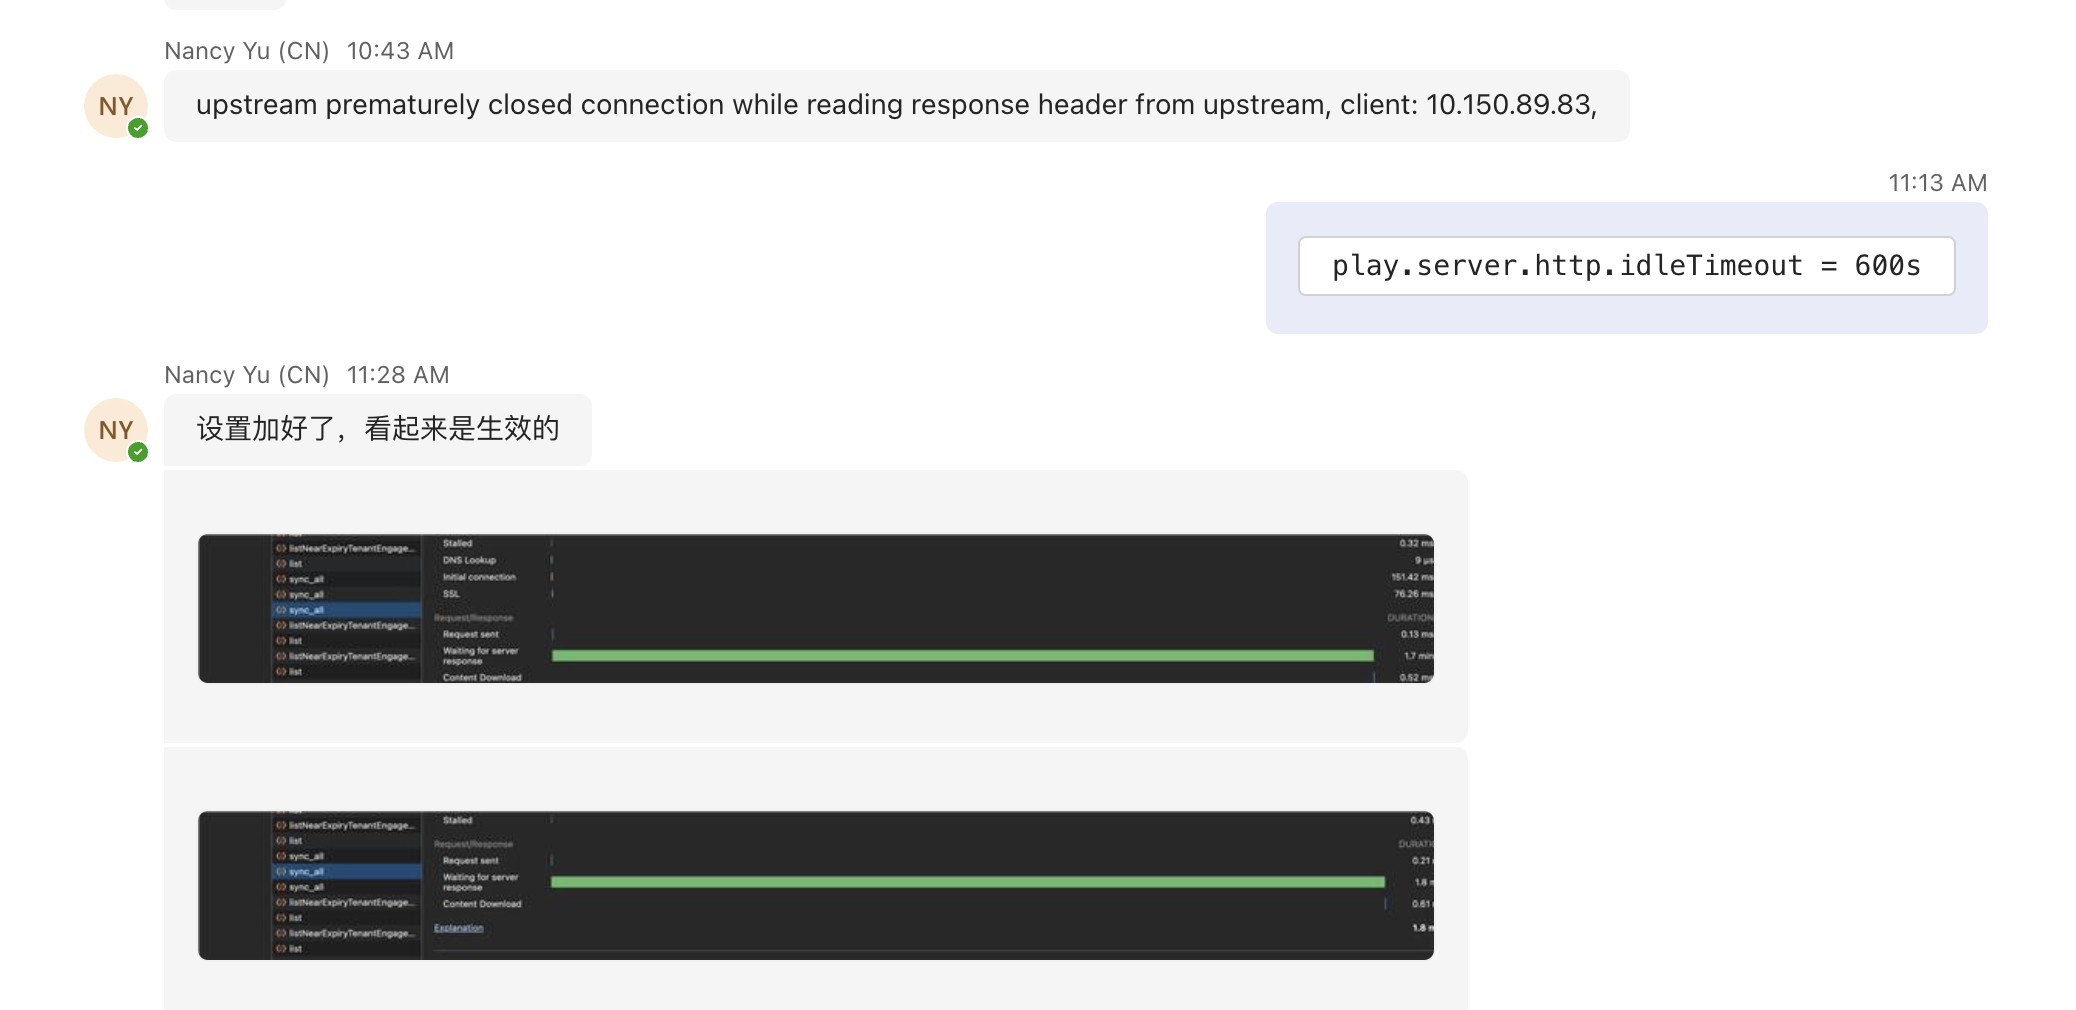 Nancy Yu (CN) 10:43 AM
NY
upstream prematurely closed connection while reading response header from upstream, client: 10.150.89.83,
11:13 AM
play.server.http.idleTimeout = 600s
Nancy Yu (CN) 11:28 AM
NY
设置加好了，看起来是生效的
listNearExpiryTenantEngage...
list
sync_all
sync_all
sync_all
listNearExpiryTenantEngage...
list
listNearExpiryTenantEngage...
list
Stalled 0.32 ms
DNS Lookup 9 µs
Initial connection 151.42 ms
SSL 76.26 ms
Request/Response DURATION
Request sent 0.13 ms
Waiting for server
response 1.7 min
Content Download 0.52 ms
listNearExpiryTenantEngage...
list
sync_all
sync_all
sync_all
listNearExpiryTenantEngage...
list
listNearExpiryTenantEngage...
list
Stalled 0.43
Request/Response DURATI
Request sent 0.21
Waiting for server
response 1.8
Content Download 0.61
Explanation 1.8